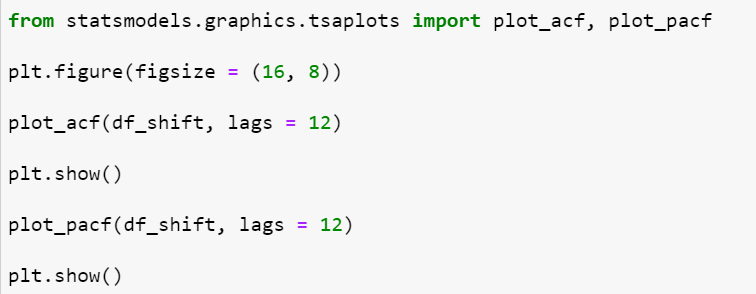 from statsmodels.graphics.tsaplots import plot_acf, plot_pacf
plt.figure(figsize = (16, 8))
plot_acf(df_shift, lags = 12)
plt.show()
plot_pacf(df_shift, lags = 12)
plt.show()